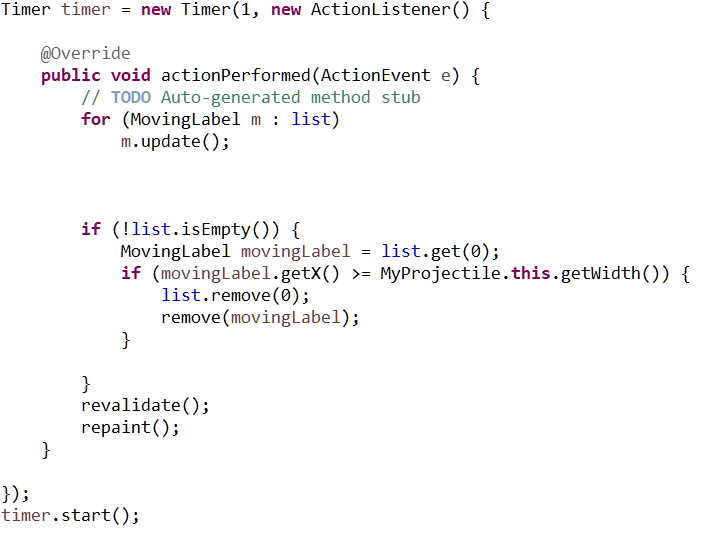 Timer timer = new Timer(1, new ActionListener() {
@Override
public void actionPerformed(ActionEvent e) {
// TODO Auto-generated method stub
for (MovingLabel m : list)
m.update();
if (!list.isEmpty()) {
MovingLabel movingLabel = list.get(0);
if (movingLabel.getX() >= MyProjectile.this.getWidth()) {
list.remove(0);
remove(movingLabel);
}
}
revalidate();
repaint();
}
});
timer.start();